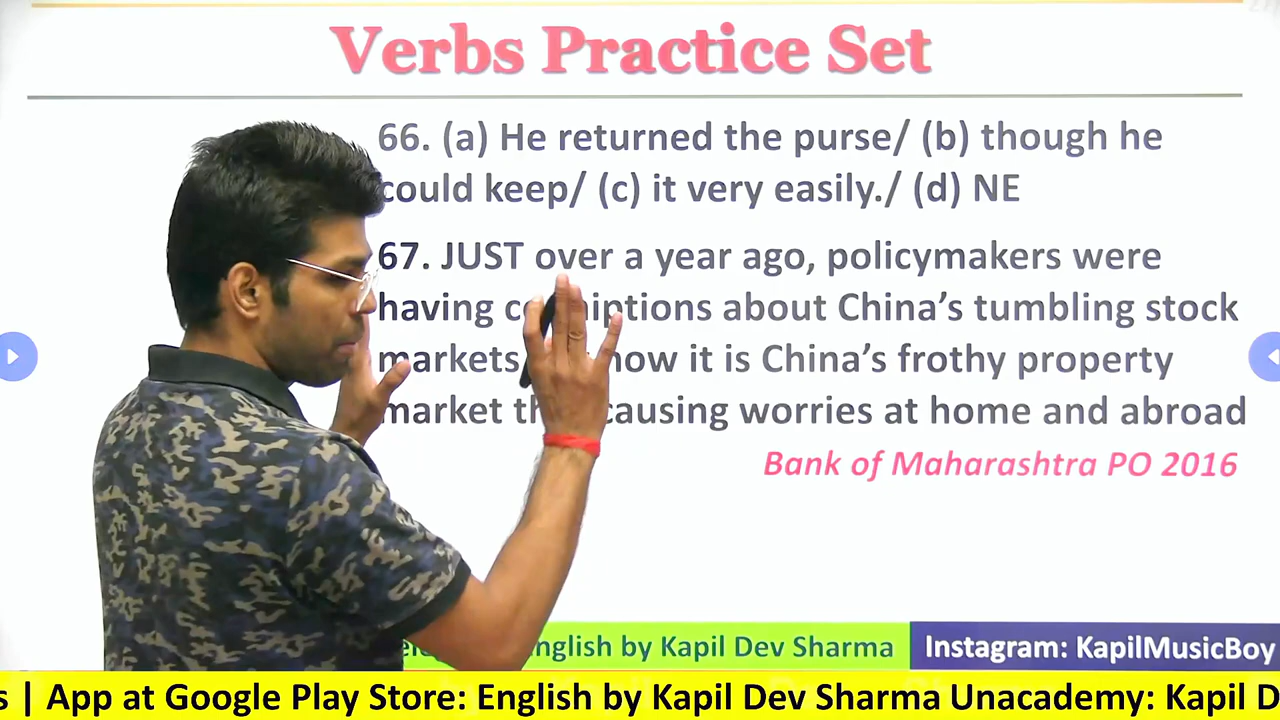 Verbs Practice Set
66. (a) He returned the purse/ (b) though he
could keep/ (c) it very easily./ (d) NE
67. JUST over a year ago, policymakers were
having about China's tumbling stock
markets now it is China's frothy property
market causing worries at home and abroad
Bank of Maharashtra PO 2016
English by Kapil Dev Sharma
Instagram: KapilMusicBoy
s | App at Google Play Store: English by Kapil Dev Sharma Unacademy: Kapil D